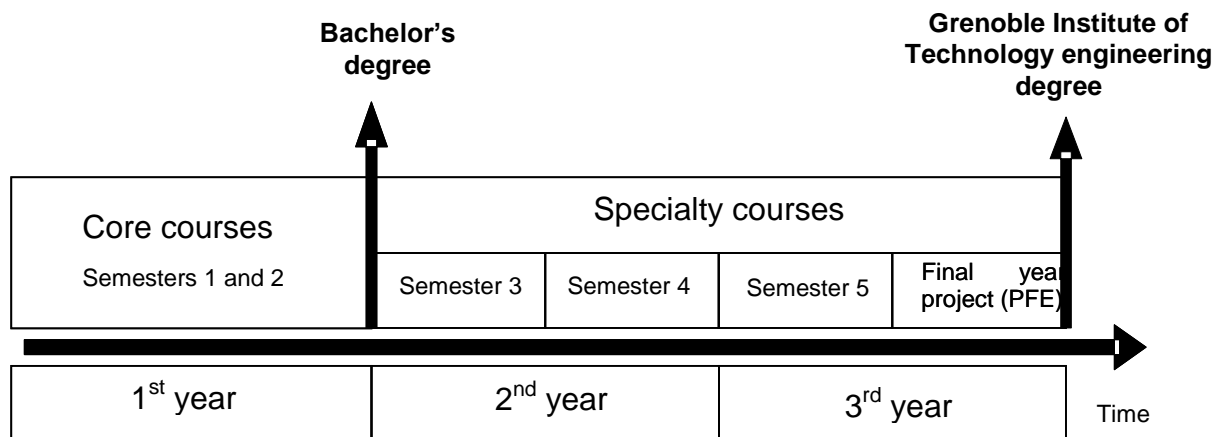 Bachelor's
degree
Grenoble Institute of
Technology engineering
degree
Core courses
Semesters 1 and 2
Specialty courses
Semester 3
Semester 4
Semester 5
Final year
project (PFE)
1st year
2nd year
3rd year
Time